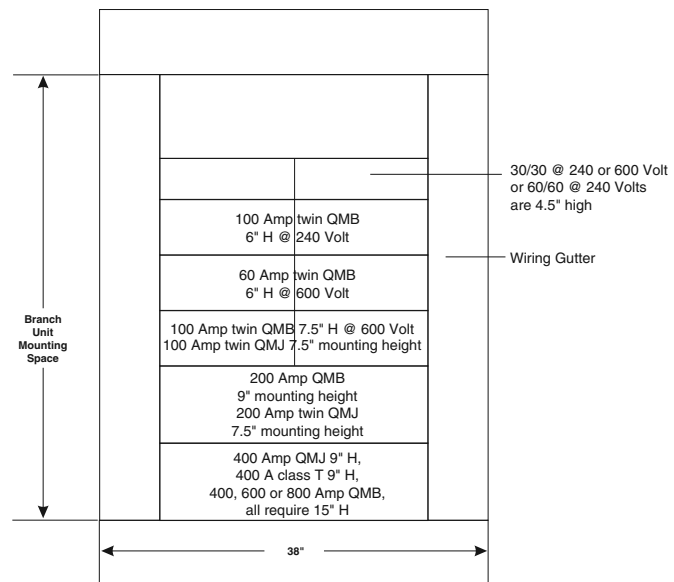 30/30 @ 240 or 600 Volt
or 60/60 @ 240 Volts
are 4.5" high
100 Amp twin QMB
6" H @ 240 Volt
Wiring Gutter
60 Amp twin QMB
6" H @ 600 Volt
Branch
Unit
Mounting
Space
100 Amp twin QMB 7.5" H @ 600 Volt
100 Amp twin QMJ 7.5" mounting height
200 Amp QMB
9" mounting height
200 Amp twin QMJ
7.5" mounting height
400 Amp QMJ 9" H,
400 A class T 9" H,
400, 600 or 800 Amp QMB,
all require 15" H
38"